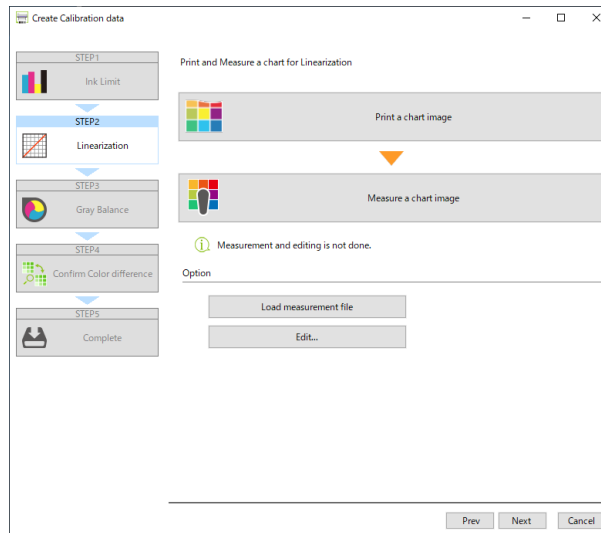 Create Calibration data
STEP1
Ink Limit
STEP2
Linearization
STEP3
Gray Balance
STEP4
Confirm Color difference
STEP5
Complete
Print and Measure a chart for Linearization
Print a chart image
Measure a chart image
Measurement and editing is not done.
Option
Load measurement file
Edit...
Prev Next Cancel